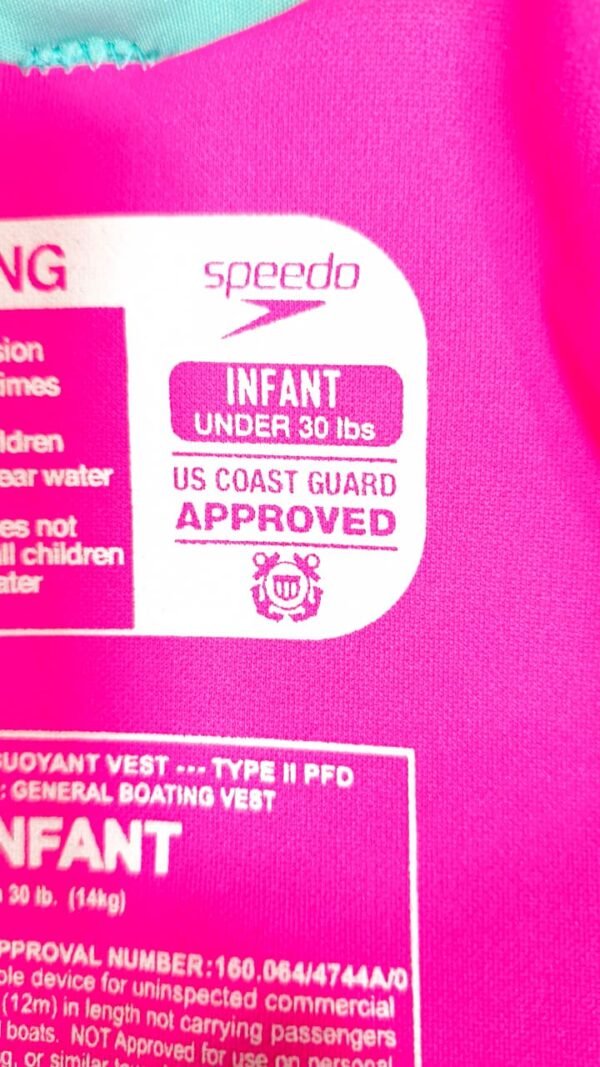 NG
sion
imes
ldren
ear water
es not
ll children
ater
speedo
INFANT
UNDER 30 lbs
US COAST GUARD
APPROVED
UOYANT VEST --- TYPE II PFD
: GENERAL BOATING VEST
NFANT
30 lb. (14kg)
PPROVAL NUMBER:160.064/4744A/0
ble device for uninspected commercial
(12m) in length not carrying passengers
boats. NOT Approved for use on personal
g, or similar